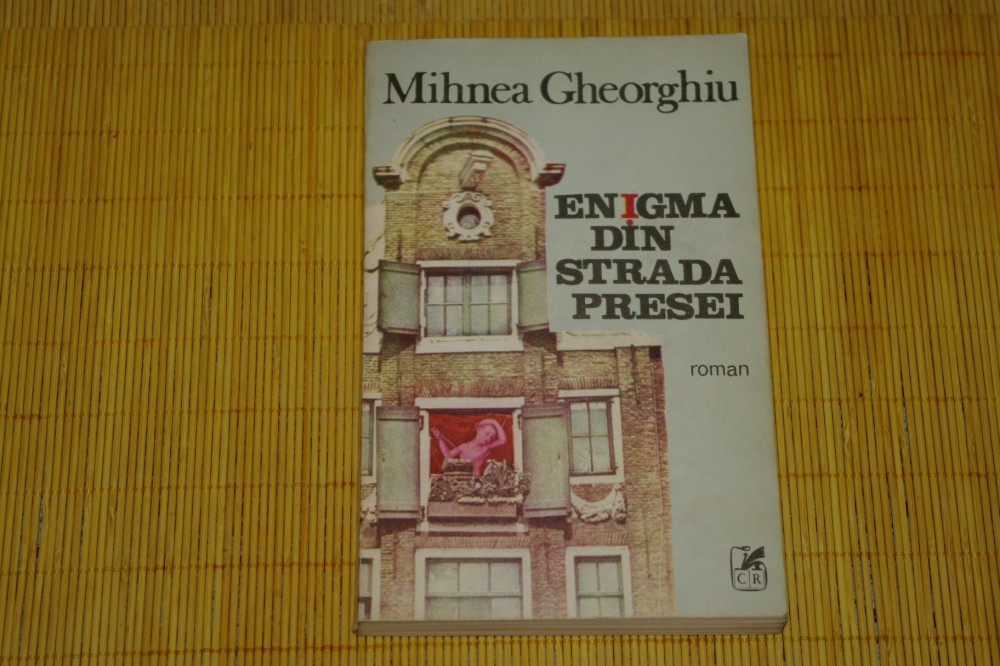 Mihnea Gheorghiu
ENIGMA
DIN
STRADA
PRESEI
roman
CR